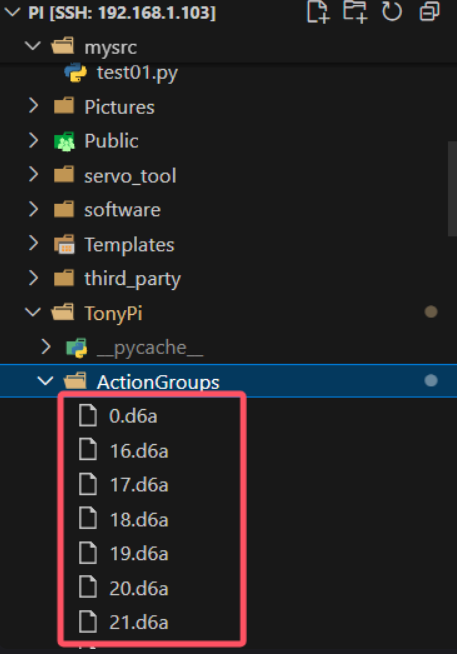 PI [SSH: 192.168.1.103]
mysrc
test01.py
Pictures
Public
servo_tool
software
Templates
third_party
TonyPi
__pycache__
ActionGroups
0.d6a
16.d6a
17.d6a
18.d6a
19.d6a
20.d6a
21.d6a